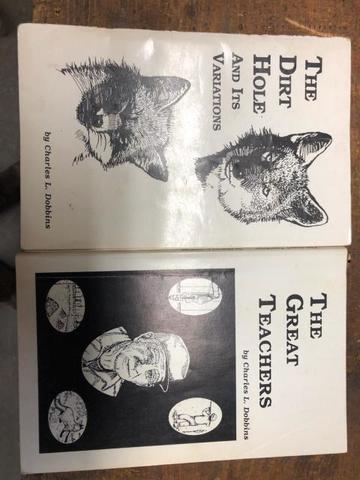 THE
DIRT
HOLE
AND ITS
VARIATIONS
by Charles L. Dobbins
THE
GREAT
TEACHERS
by Charles L. Dobbins